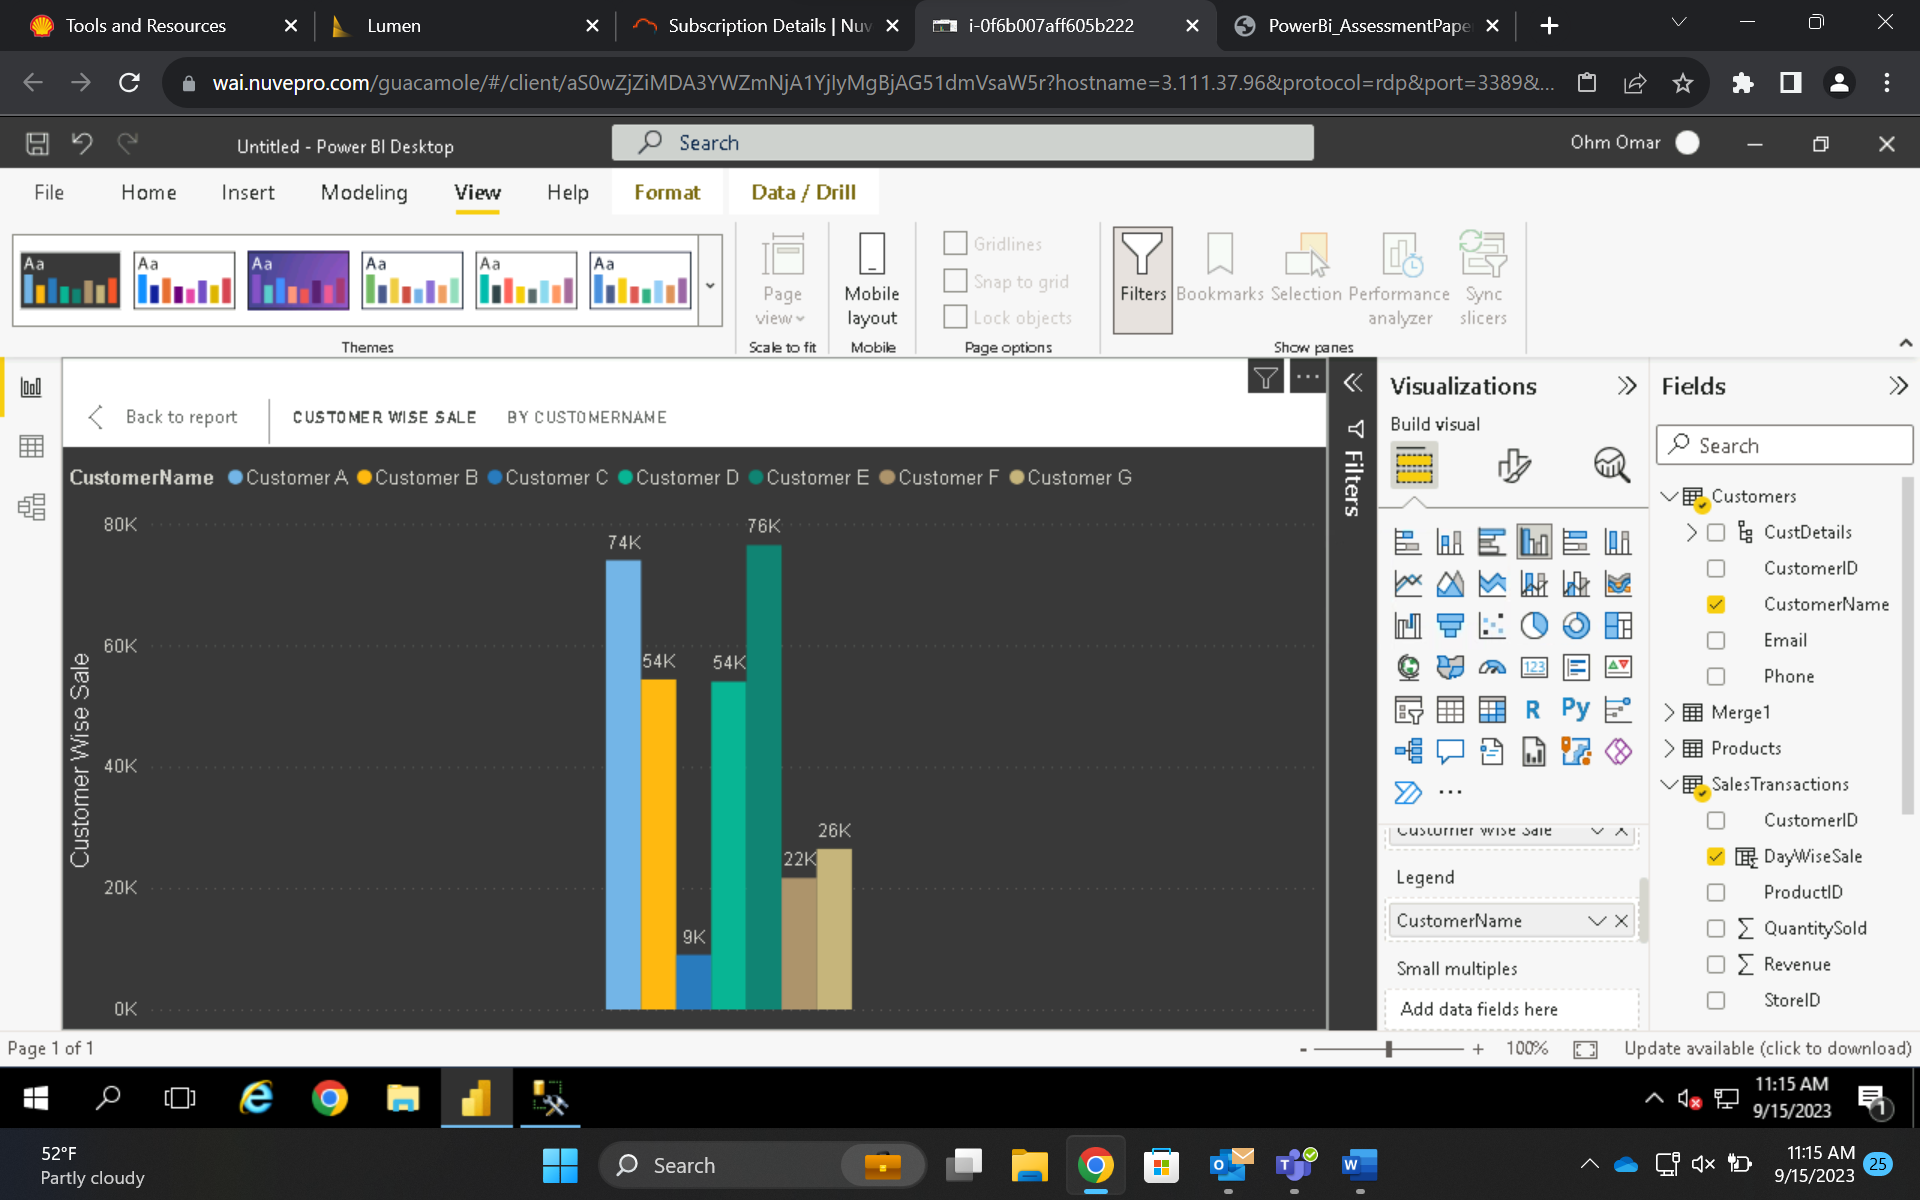 Tools and Resources
Lumen
Subscription Details | Nuv
i-0f6b007aff605b222
PowerBi_AssessmentPape
wai.nuvepro.com/guacamole/#/client/aS0wZjZiMDA3YWZmNjA1YjIyMgBjAG51dmVsaW5r?hostname=3.111.37.96&protocol=rdp&port=3389&...
Untitled - Power BI Desktop
Search
Ohm Omar
File
Home
Insert
Modeling
View
Help
Format
Data / Drill
Aa
Aa
Aa
Aa
Aa
Aa
Themes
Page view
Scale to fit
Mobile layout
Mobile
Gridlines
Snap to grid
Lock objects
Page options
Filters
Bookmarks
Selection
Performance analyzer
Sync slicers
Show panes
Back to report
CUSTOMER WISE SALE
BY CUSTOMERNAME
CustomerName
Customer A
Customer B
Customer C
Customer D
Customer E
Customer F
Customer G
Customer Wise Sale
80K
60K
40K
20K
0K
74K
54K
9K
54K
76K
22K
26K
Filters
Visualizations
Build visual
123
R
Py
Customer Wise Sale
Legend
CustomerName
Small multiples
Add data fields here
Fields
Search
Customers
CustDetails
CustomerID
CustomerName
Email
Phone
Merge1
Products
SalesTransactions
CustomerID
DayWiseSale
ProductID
QuantitySold
Revenue
StoreID
Page 1 of 1
- + 100%
Update available (click to download)
11:15 AM
9/15/2023
1
52°F
Partly cloudy
Search
11:15 AM
9/15/2023
25